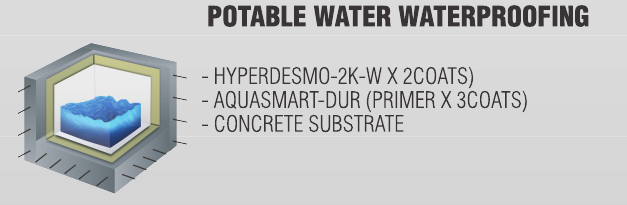 POTABLE WATER WATERPROOFING
- HYPERDESMO-2K-W X 2COATS)
- AQUASMART-DUR (PRIMER X 3COATS)
- CONCRETE SUBSTRATE